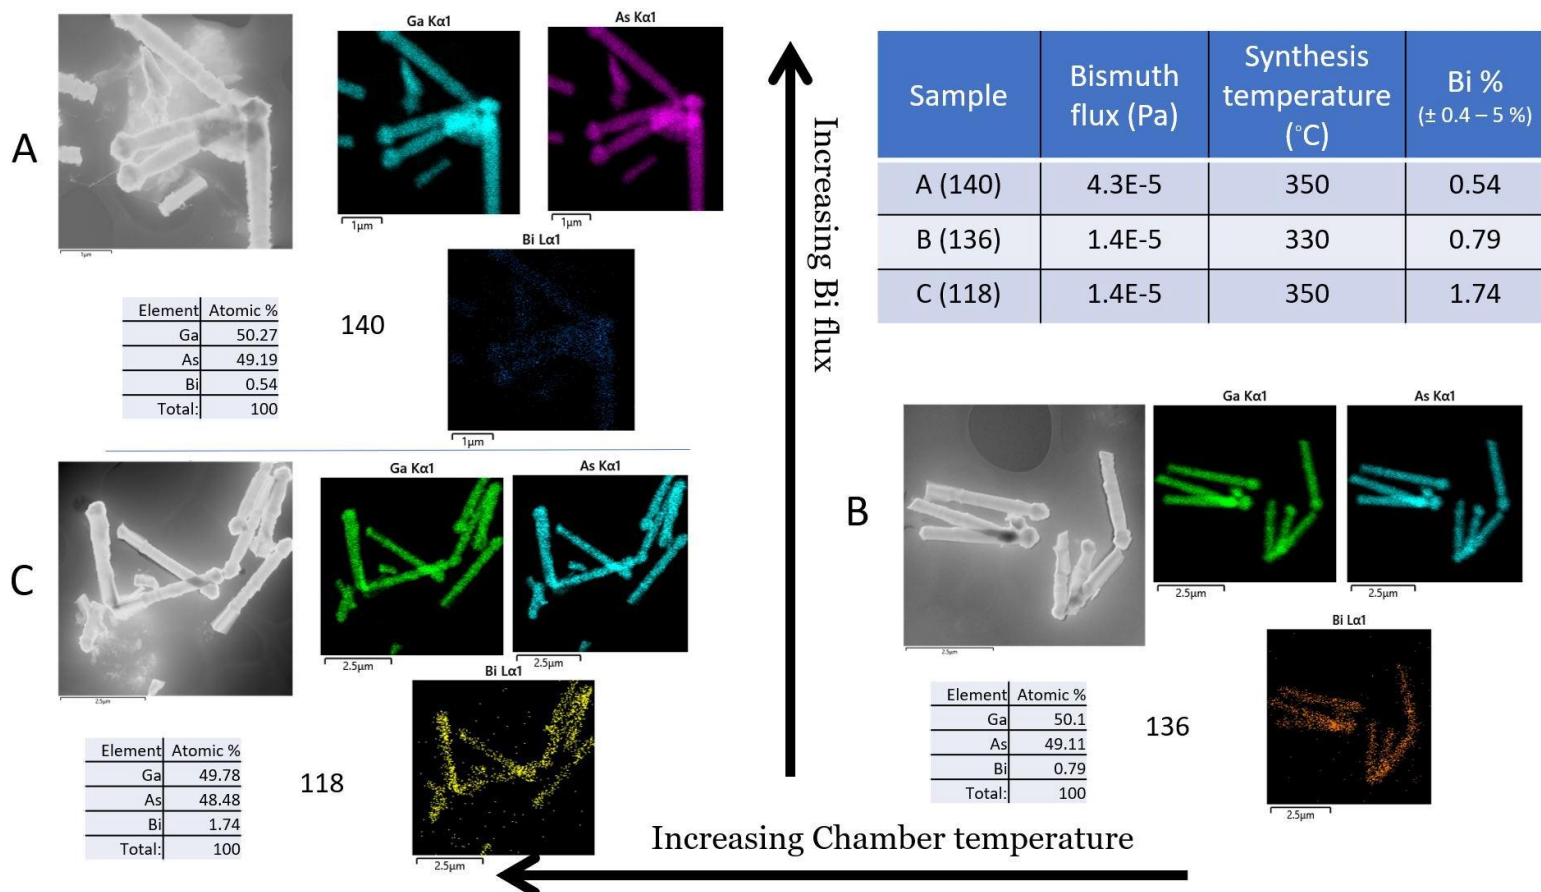 A
Ga Kα1
As Kα1
1µm
1µm
1µm
Bi Lα1
1µm
Element Atomic %
Ga 50.27
As 49.19
Bi 0.54
Total: 100
140
Increasing Bi flux
Sample Bismuth flux (Pa) Synthesis temperature (°C) Bi % (± 0.4 – 5 %)
A (140) 4.3E-5 350 0.54
B (136) 1.4E-5 330 0.79
C (118) 1.4E-5 350 1.74
C
Ga Kα1
As Kα1
2.5µm
2.5µm
2.5µm
Bi Lα1
2.5µm
Element Atomic %
Ga 49.78
As 48.48
Bi 1.74
Total: 100
118
B
Ga Kα1
As Kα1
2.5µm
2.5µm
2.5µm
Bi Lα1
2.5µm
Element Atomic %
Ga 50.1
As 49.11
Bi 0.79
Total: 100
136
Increasing Chamber temperature